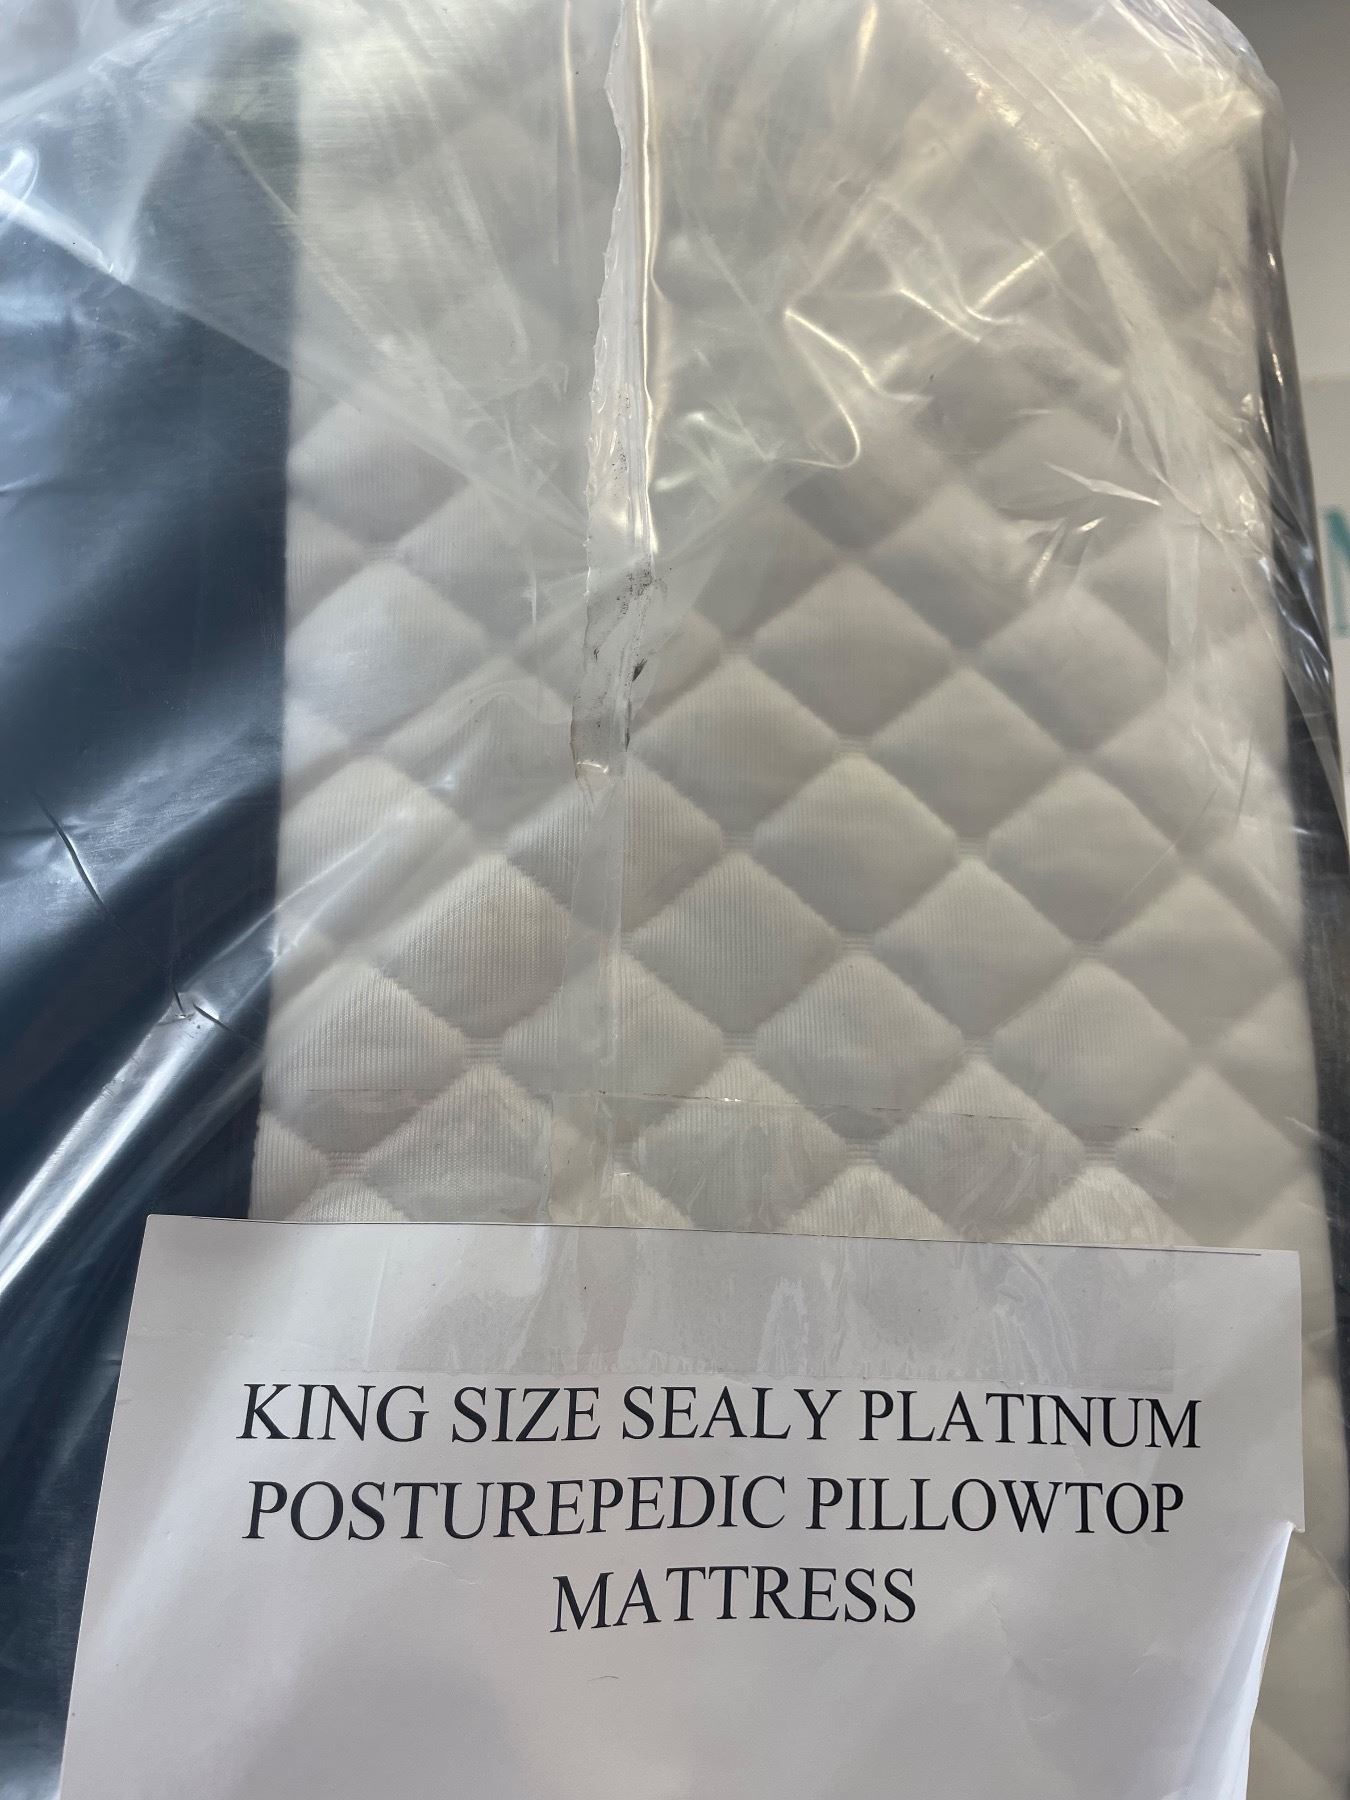 KING SIZE SEALY PLATINUM
POSTUREPEDIC PILLOWTOP
MATTRESS